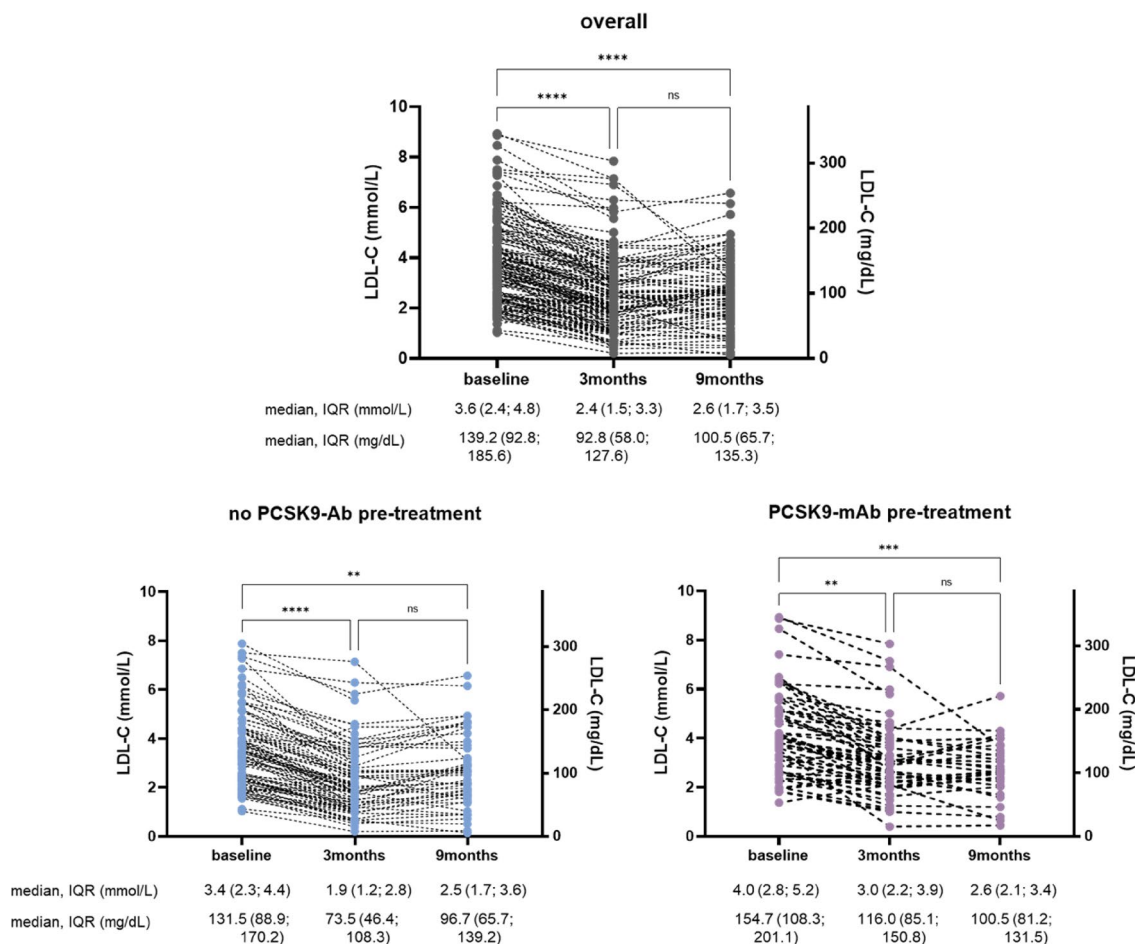 overall
****
****
ns
LDL-C (mmol/L)
10
8
6
4
2
0
LDL-C (mg/dL)
300
200
100
0
baseline 3months 9months
median, IQR (mmol/L) 3.6 (2.4; 4.8) 2.4 (1.5; 3.3) 2.6 (1.7; 3.5)
median, IQR (mg/dL) 139.2 (92.8; 92.8 (58.0; 100.5 (65.7;
185.6) 127.6) 135.3)
no PCSK9-Ab pre-treatment
**
****
ns
LDL-C (mmol/L)
10
8
6
4
2
0
LDL-C (mg/dL)
300
200
100
0
baseline 3months 9months
median, IQR (mmol/L) 3.4 (2.3; 4.4) 1.9 (1.2; 2.8) 2.5 (1.7; 3.6)
median, IQR (mg/dL) 131.5 (88.9; 73.5 (46.4; 96.7 (65.7;
170.2) 108.3) 139.2)
PCSK9-mAb pre-treatment
***
**
ns
LDL-C (mmol/L)
10
8
6
4
2
0
LDL-C (mg/dL)
300
200
100
0
baseline 3months 9months
4.0 (2.8; 5.2) 3.0 (2.2; 3.9) 2.6 (2.1; 3.4)
154.7 (108.3; 116.0 (85.1; 100.5 (81.2;
201.1) 150.8) 131.5)